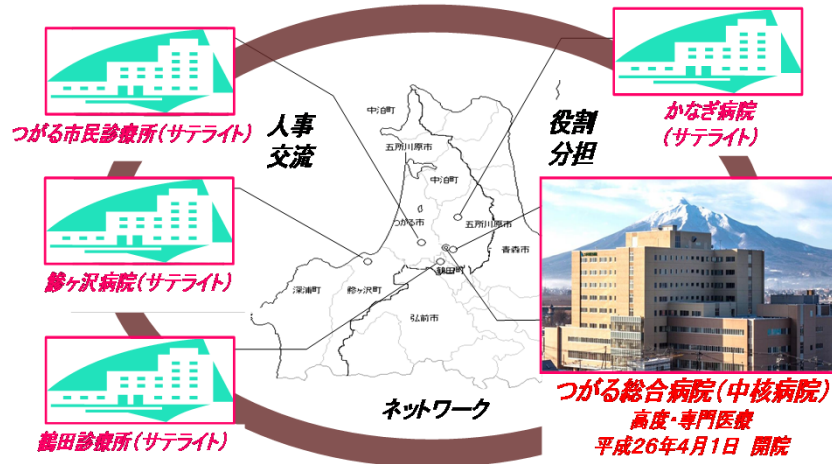 つがる市民診療所(サテライト)
人事
交流
役割
分担
かなぎ病院
(サテライト)
中泊町
五所川原市
中泊町
つがる市
五所川原市
青森市
鶴田町
深浦町
鰺ヶ沢町
弘前市
鰺ヶ沢病院(サテライト)
鶴田診療所(サテライト)
ネットワーク
つがる総合病院(中核病院)
高度・専門医療
平成26年4月1日 開院